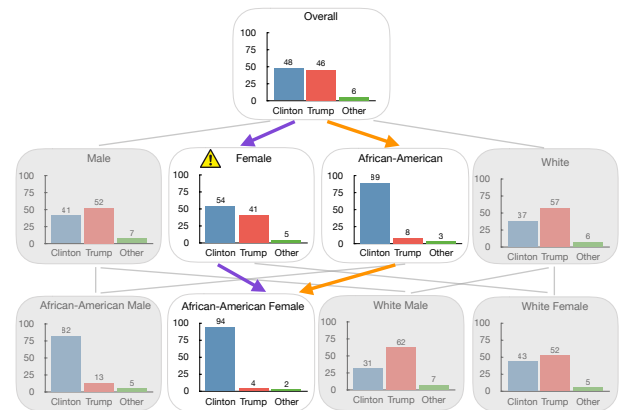 Overall
100
75
50
25
0
48 46 6
Clinton Trump Other
Male
100
75
50
25
0
41 52 7
Clinton Trump Other
Female
100
75
50
25
0
54 41 5
Clinton Trump Other
African-American
100
75
50
25
0
89 8 3
Clinton Trump Other
White
100
75
50
25
0
37 57 6
Clinton Trump Other
African-American Male
100
75
50
25
0
82 13 5
Clinton Trump Other
African-American Female
100
75
50
25
0
94 4 2
Clinton Trump Other
White Male
100
75
50
25
0
31 62 7
Clinton Trump Other
White Female
100
75
50
25
0
43 52 5
Clinton Trump Other